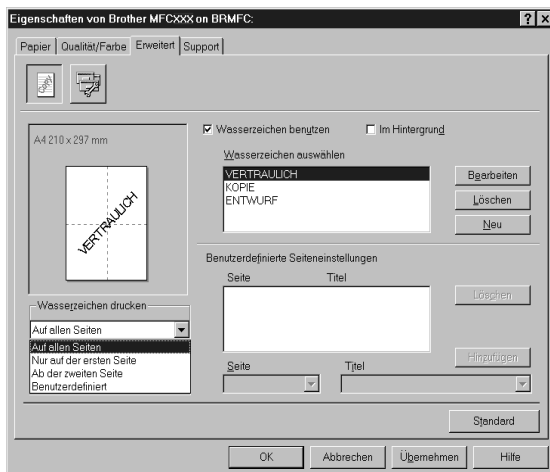 Eigenschaften von Brother MFCXXX on BRMFC:
Papier Qualität/Farbe Erweitert Support
A4 210 x 297 mm
VERTRAULICH
Wasserzeichen benutzen Im Hintergrund
Wasserzeichen auswählen
VERTRAULICH
KOPIE
ENTWURF
Bearbeiten
Löschen
Neu
Wasserzeichen drucken
Auf allen Seiten
Auf allen Seiten
Nur auf der ersten Seite
Ab der zweiten Seite
Benutzerdefiniert
Benutzerdefinierte Seiteneinstellungen
Seite Titel
Löschen
Hinzufügen
Seite Titel
Standard
OK Abbrechen Übernehmen Hilfe